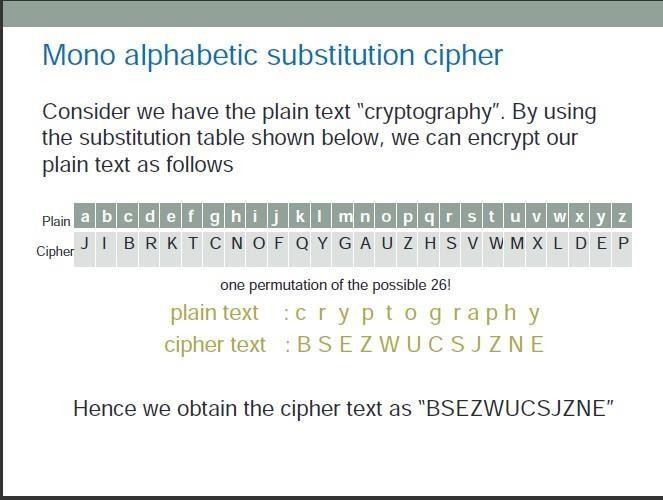 Mono alphabetic substitution cipher
Consider we have the plain text “cryptography”. By using
the substitution table shown below, we can encrypt our
plain text as follows
Plain a b c d e f g h i j k l m n o p q r s t u v w x y z
Cipher J I B R K T C N O F Q Y G A U Z H S V W M X L D E P
one permutation of the possible 26!
plain text : c r y p t o g r a p h y
cipher text : B S E Z W U C S J Z N E
Hence we obtain the cipher text as “BSEZWUCSJZNE”